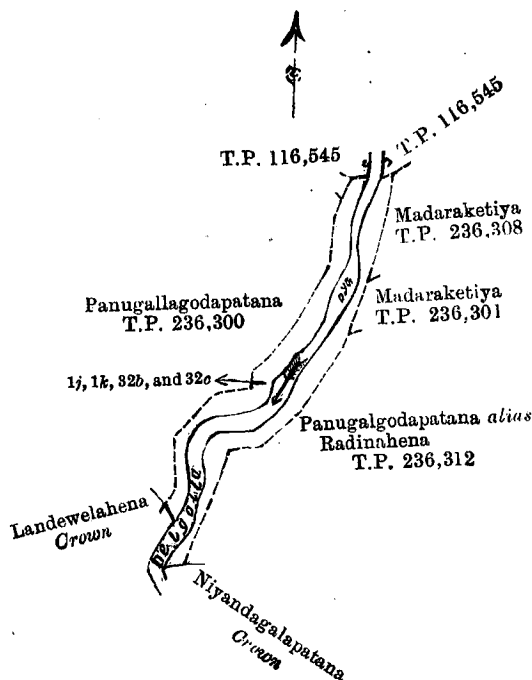 T.P. 116,545
T.P. 116,545
Madaraketiya
T.P. 236,308
Panugallagodapatana
T.P. 236,300
oya
Madaraketiya
T.P. 236,301
1j, 1k, 32b, and 32c
Panugalgodapatana alias
Radinahena
T.P. 236,312
Landewelahena
Crown
Niyandagalapatana
Crown